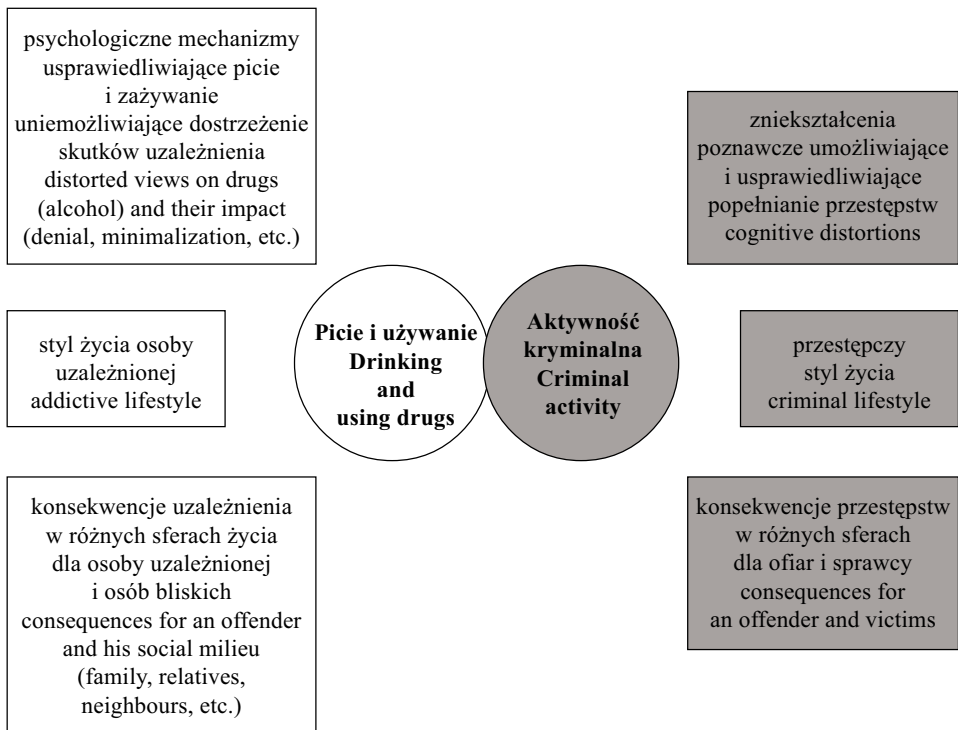 psychologiczne mechanizmy
usprawiedliwiające picie
i zażywanie
uniemożliwiające dostrzeżenie
skutków uzależnienia
distorted views on drugs
(alcohol) and their impact
(denial, minimalization, etc.)
zniekształcenia
poznawcze umożliwiające
i usprawiedliwiające
popełnianie przestępstw
cognitive distortions
styl życia osoby
uzależnionej
addictive lifestyle
Picie i używanie
Drinking
and
using drugs
Aktywność
kryminalna
Criminal
activity
przestępczy
styl życia
criminal lifestyle
konsekwencje uzależnienia
w różnych sferach życia
dla osoby uzależnionej
i osób bliskich
consequences for an offender
and his social milieu
(family, relatives,
neighbours, etc.)
konsekwencje przestępstw
w różnych sferach
dla ofiar i sprawcy
consequences for
an offender and victims